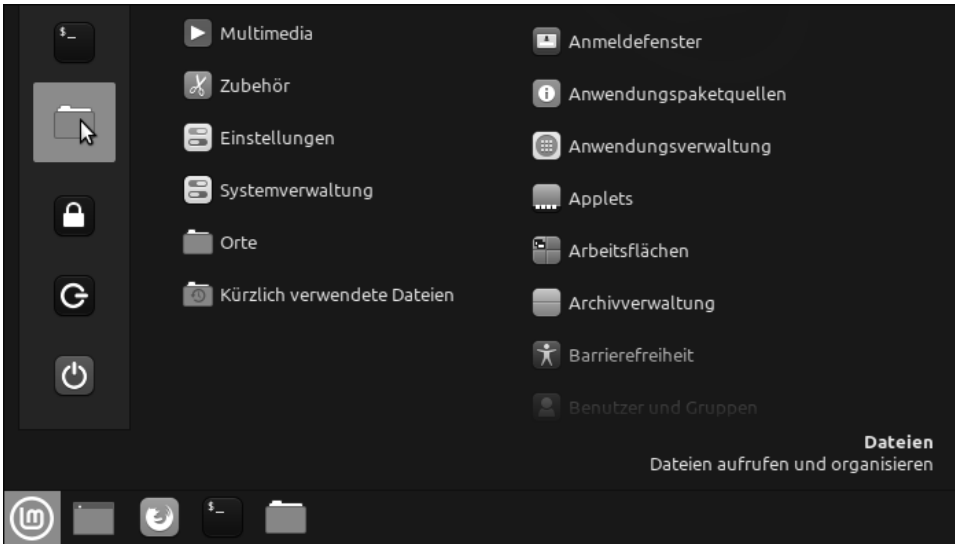 $_
Multimedia
Zubehör
Einstellungen
Systemverwaltung
Orte
Kürzlich verwendete Dateien
Anmeldefenster
Anwendungspaketquellen
Anwendungsverwaltung
Applets
Arbeitsflächen
Archivverwaltung
Barrierefreiheit
Benutzer und Gruppen
Dateien
Dateien aufrufen und organisieren
$_